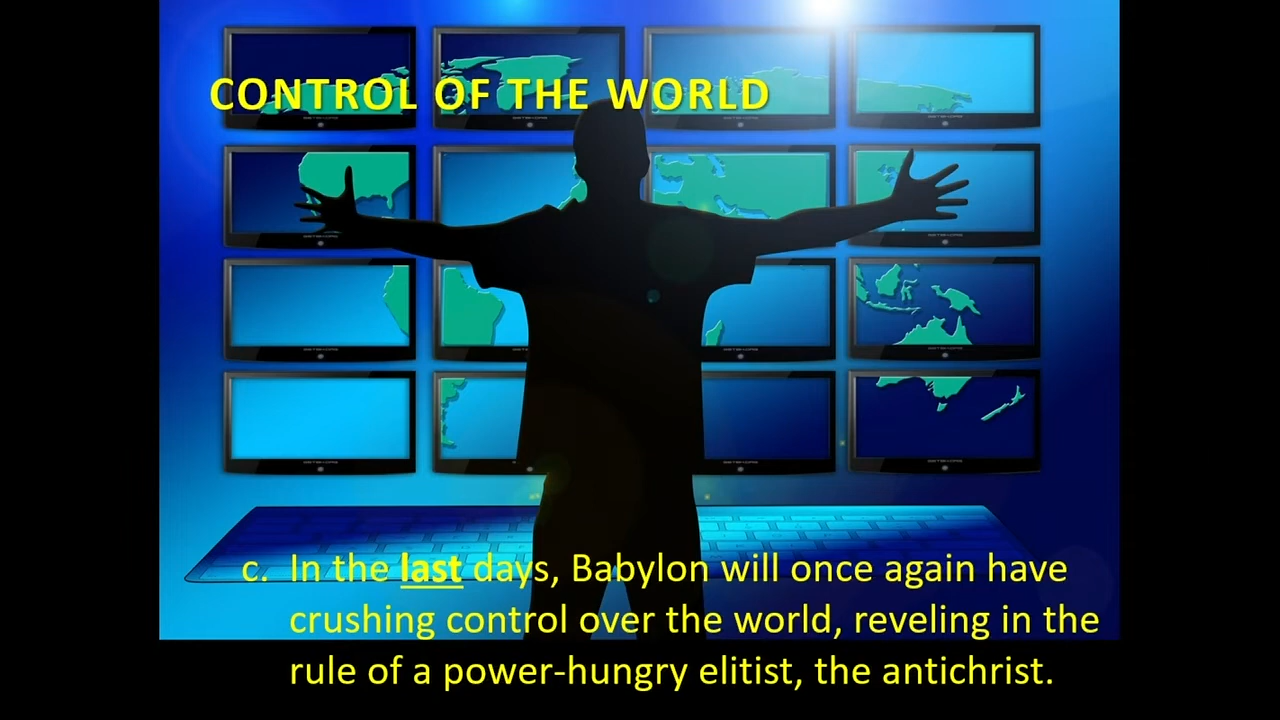 CONTROL OF THE WORLD
c. In the last days, Babylon will once again have
crushing control over the world, reveling in the
rule of a power-hungry elitist, the antichrist.